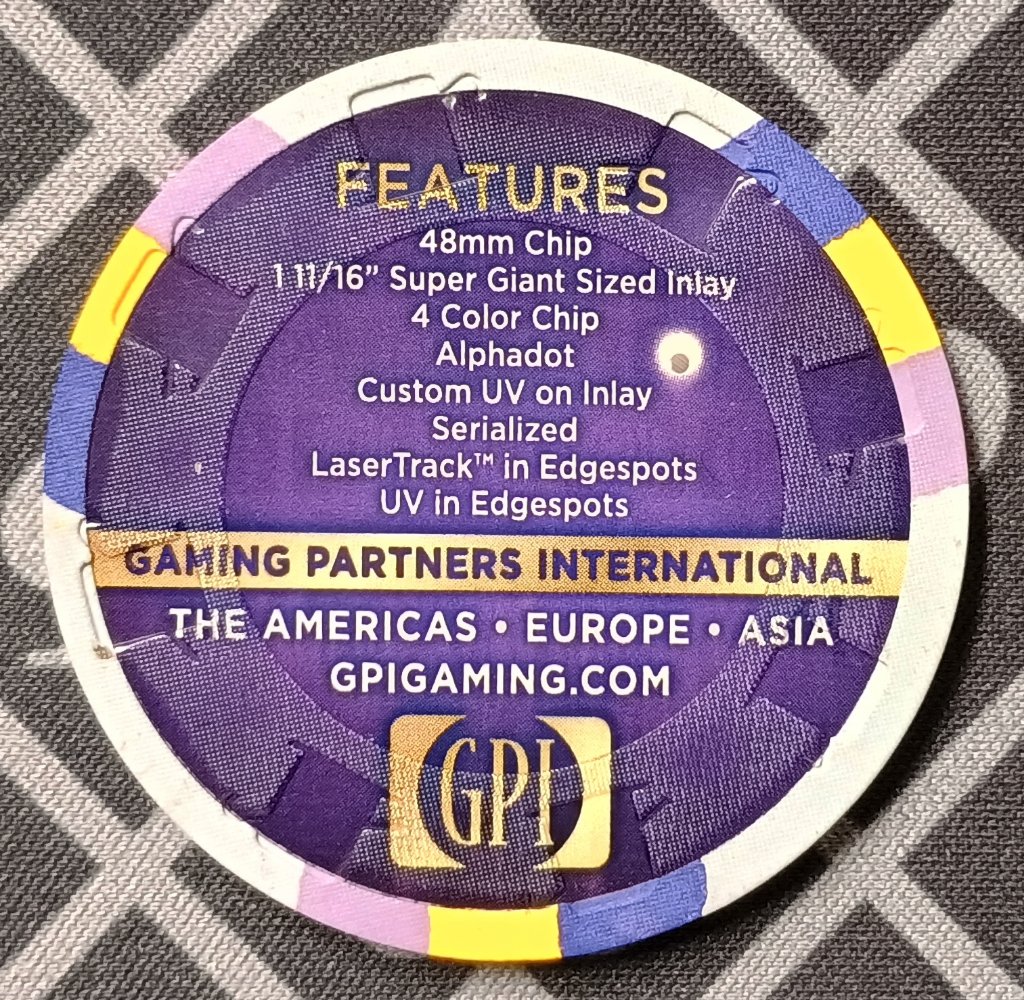 FEATURES
48mm Chip
1 11/16” Super Giant Sized Inlay
4 Color Chip
Alphadot
Custom UV on Inlay
Serialized
LaserTrack™ in Edgespots
UV in Edgespots
GAMING PARTNERS INTERNATIONAL
THE AMERICAS • EUROPE • ASIA
GPIGAMING.COM
GPI